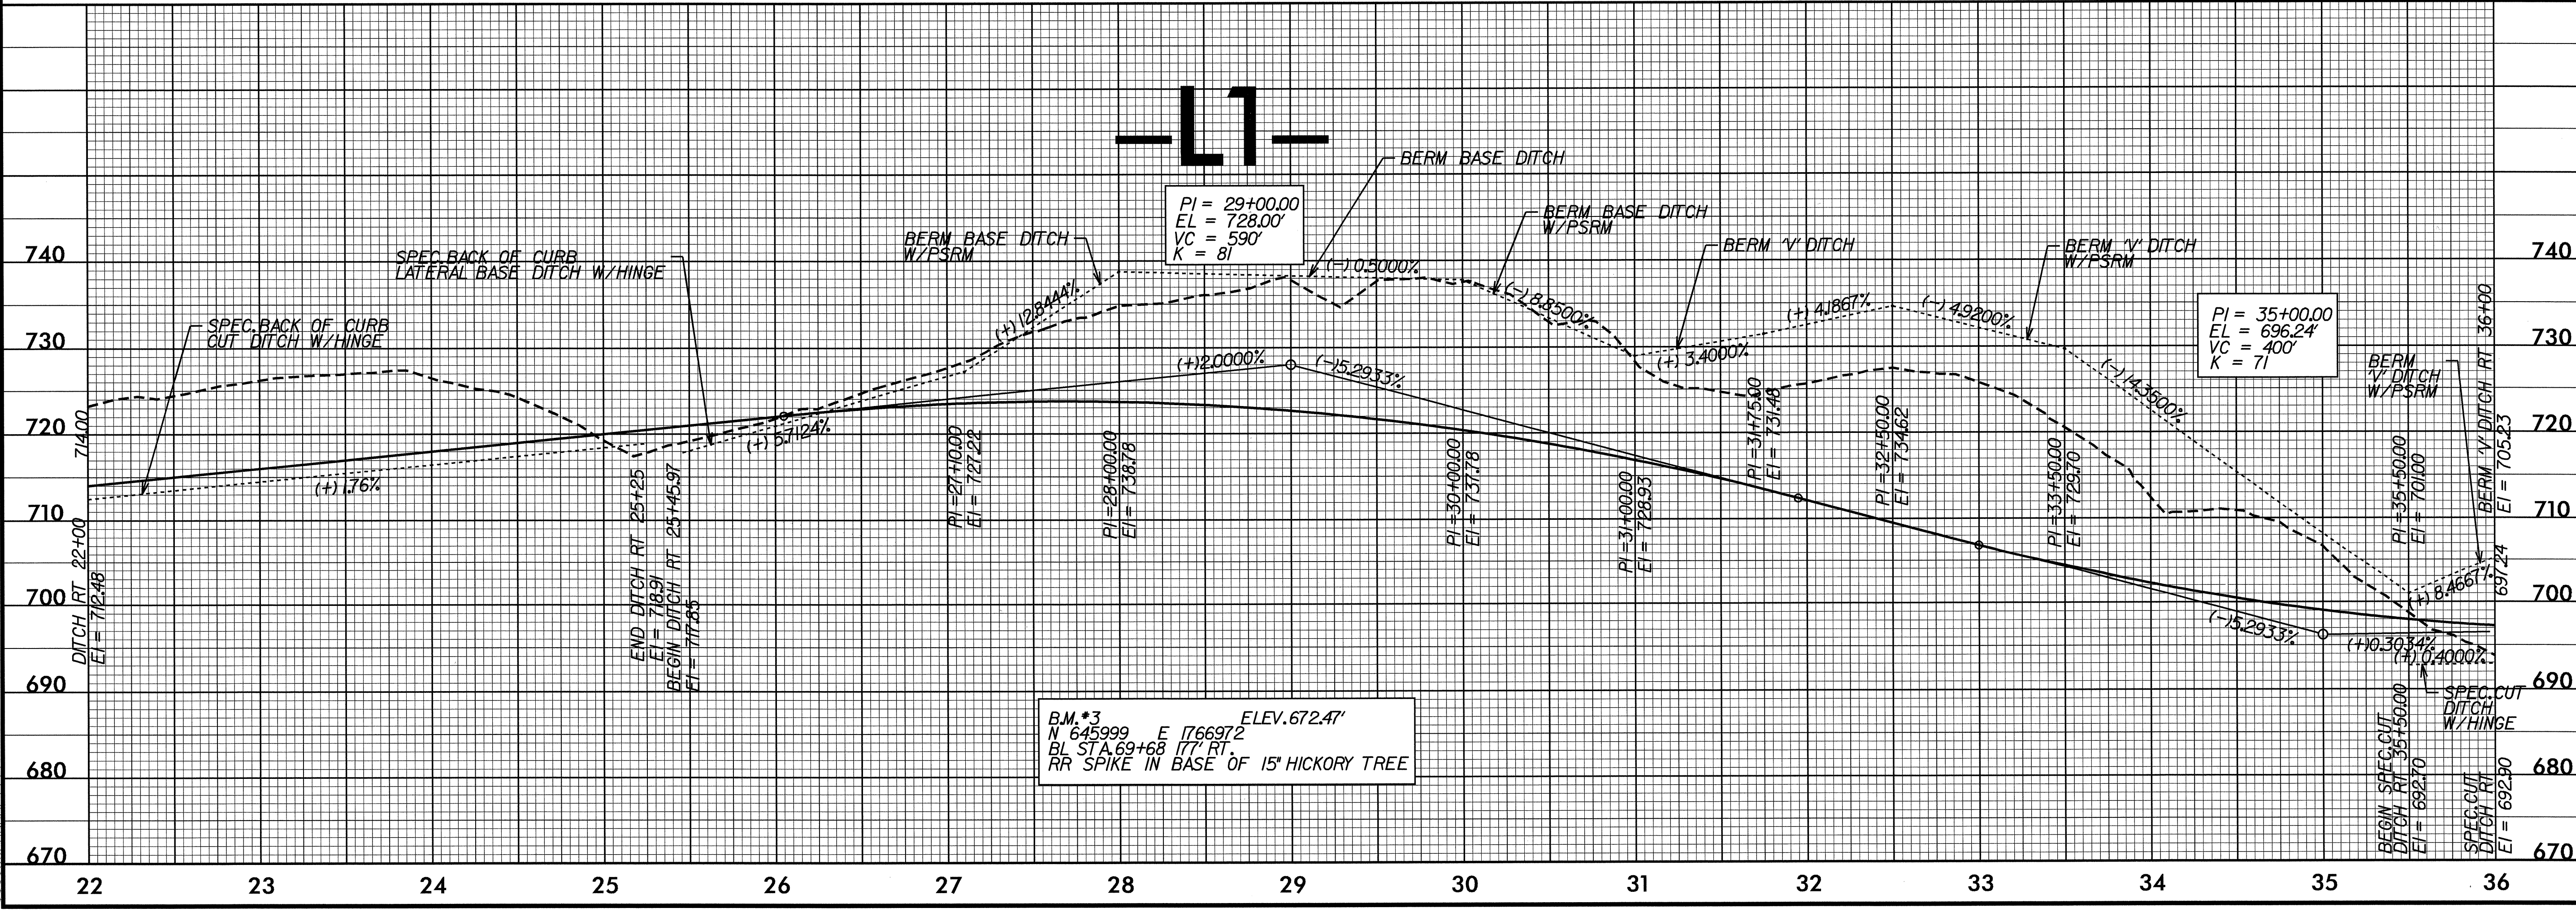 -L1-
BERM BASE DITCH
PI = 29+00.00
EL = 728.00'
VC = 590'
K = 81
BERM BASE DITCH
W/PSRM
BERM BASE DITCH
W/PSRM
SPEC. BACK OF CURB
LATERAL BASE DITCH W/HINGE
BERM 'V' DITCH
BERM 'V' DITCH
W/PSRM
740
740
(-) 0.5000%
(+) 12.8444%
(-) 8.8500%
(+) 4.1867%
(-) 4.9200%
SPEC. BACK OF CURB
CUT DITCH W/HINGE
PI = 35+00.00
EL = 696.24'
VC = 400'
K = 71
730
730
(+)2.0000%
(-)5.2933%
(+) 3.4000%
(-) 14.3600%
BERM
'V' DITCH
W/PSRM
BERM 'V' DITCH RT 36+00
El = 705.23
714.00
720
720
(+) 5.7124%
(+) 1.76%
PI =27+10.00
El = 727.22
PI =28+00.00
El = 738.78
PI =30+00.00
El = 737.78
PI =31+00.00
El = 728.93
PI =31+75.00
El = 731.48
PI =32+50.00
El = 734.62
PI =33+50.00
El = 729.70
PI =35+50.00
El = 701.00
710
710
DITCH RT 22+00
El = 712.48
END DITCH RT 25+25
El = 718.91
BEGIN DITCH RT 25+45.97
El = 717.85
700
700
697.24
(+) 8.4667%
(-)5.2933%
(+)0.3034%
(+) 0.4000%
690
690
SPEC. CUT
DITCH
W/HINGE
B.M. #3 ELEV. 672.47'
N 645999 E 1766972
BL STA. 69+68 177' RT.
RR SPIKE IN BASE OF 15" HICKORY TREE
BEGIN SPEC. CUT
DITCH RT 35+50.00
El = 692.70
SPEC. CUT
DITCH RT
El = 692.90
680
680
670
670
22 23 24 25 26 27 28 29 30 31 32 33 34 35 36